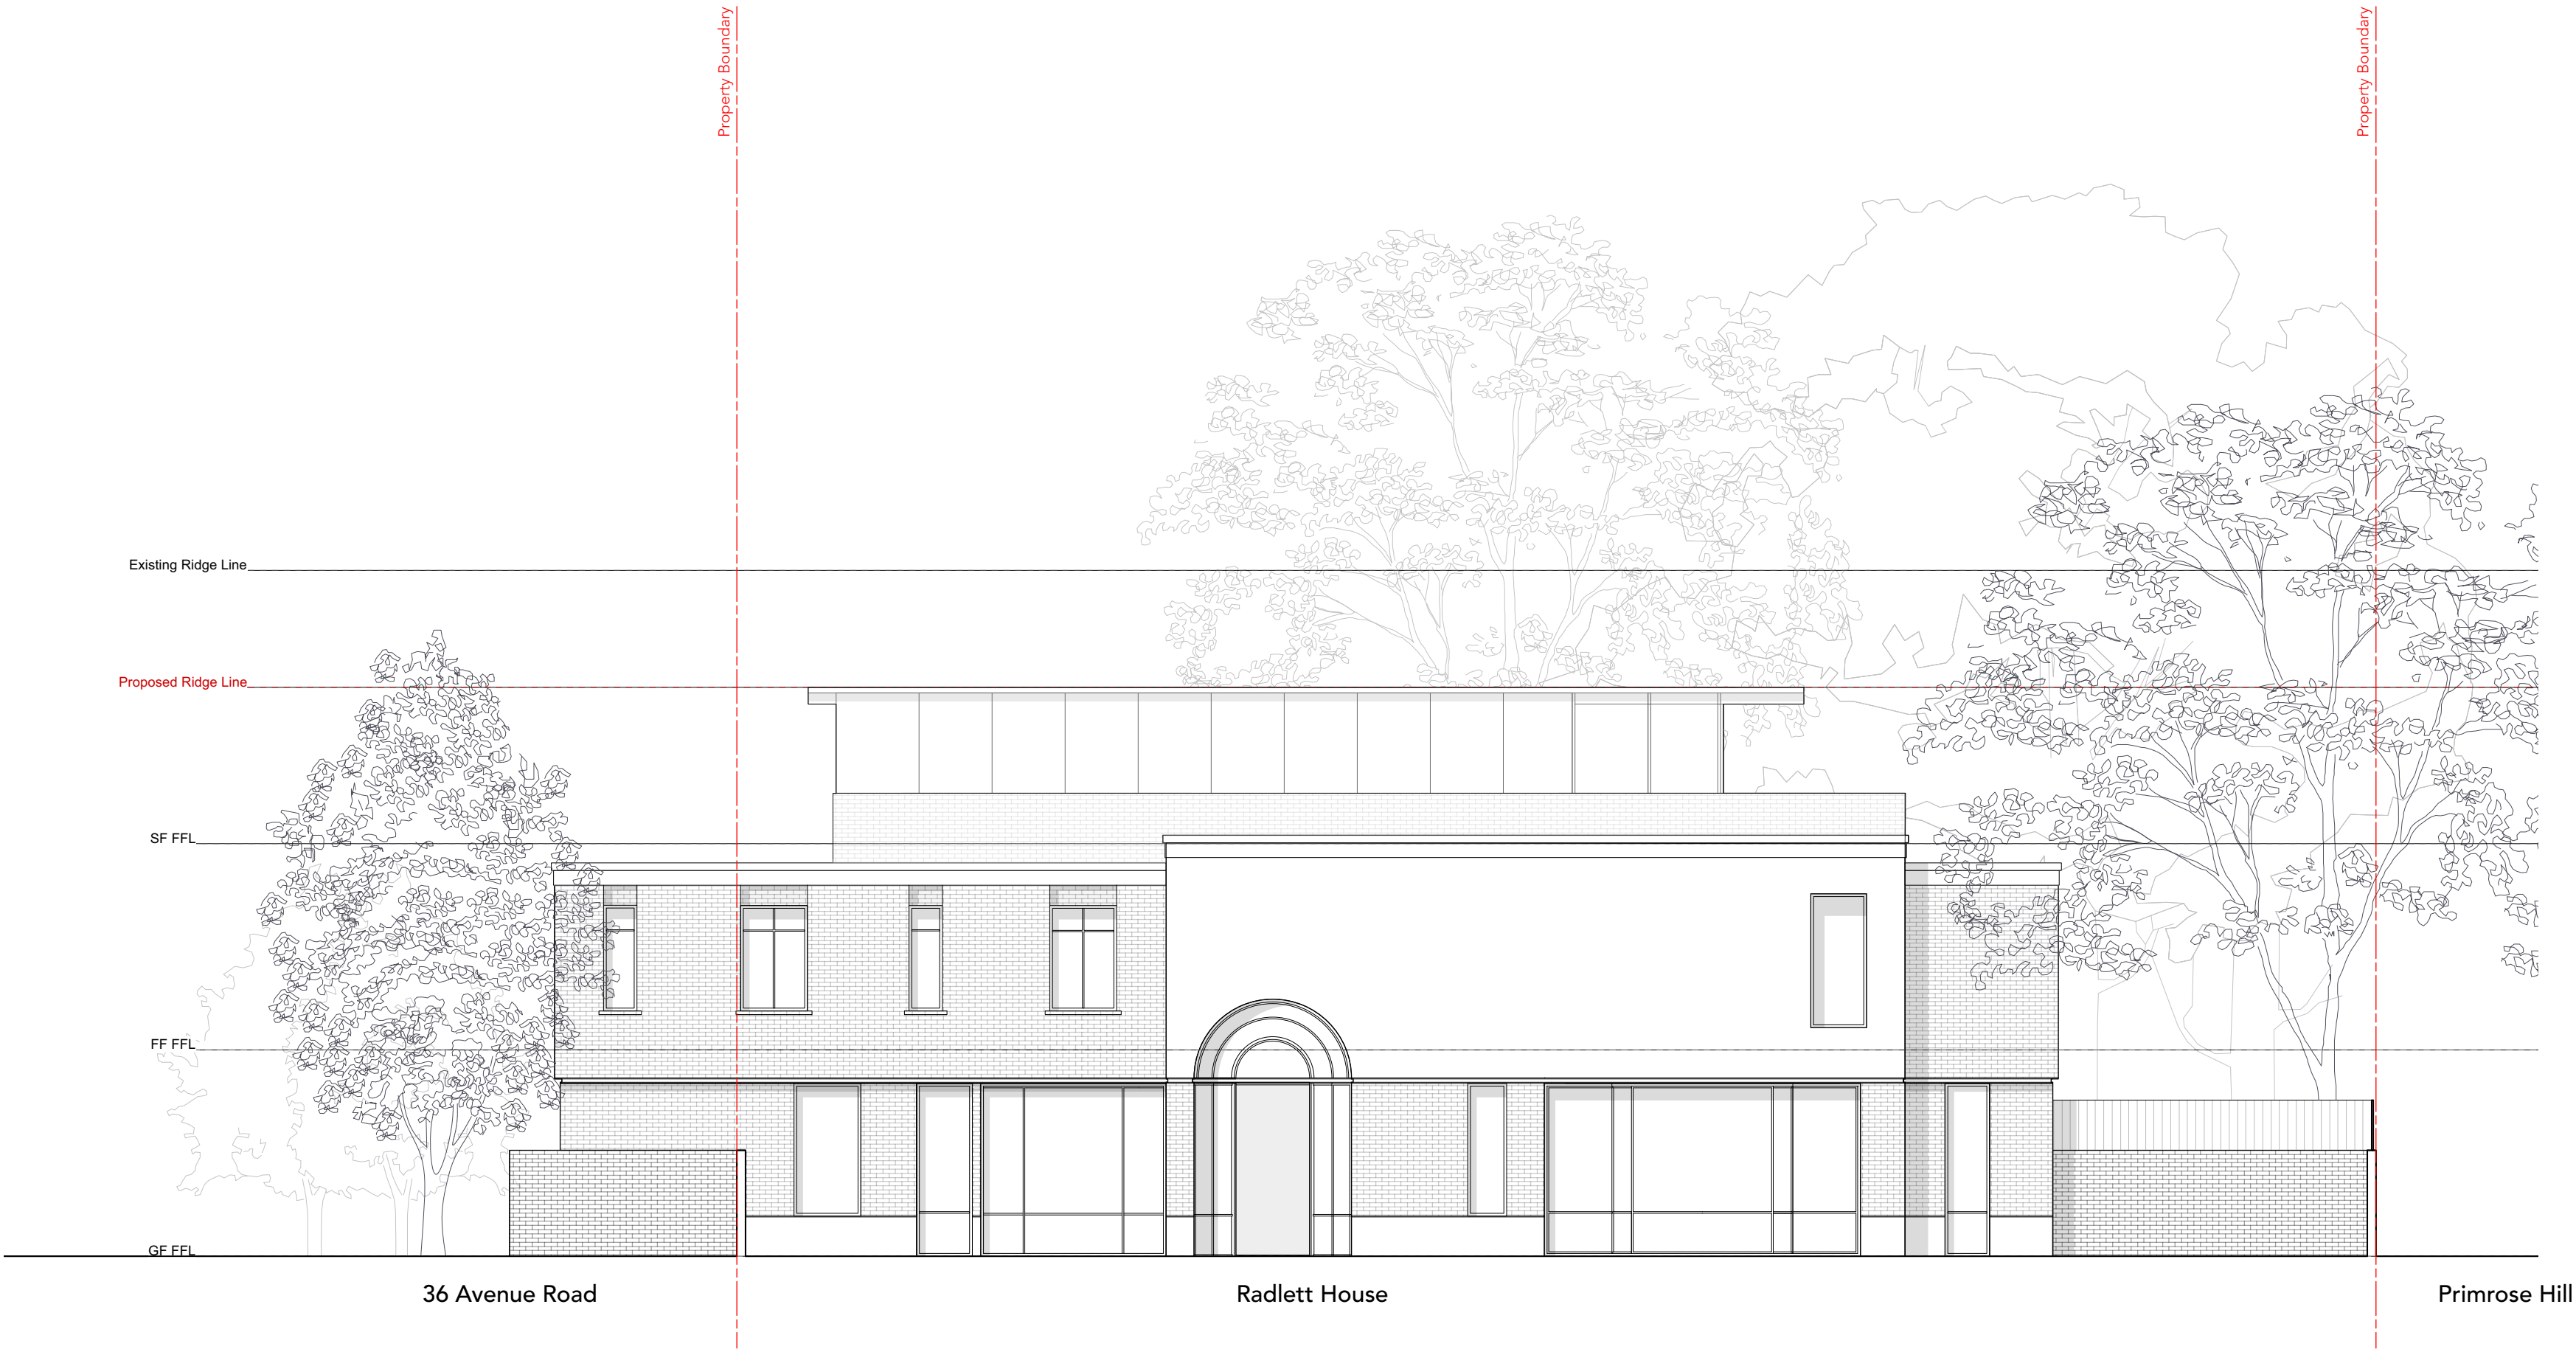 Property Boundary
Property Boundary
Existing Ridge Line
Proposed Ridge Line
SF FFL
FF FFL
GF FFL
36 Avenue Road
Radlett House
Primrose Hill